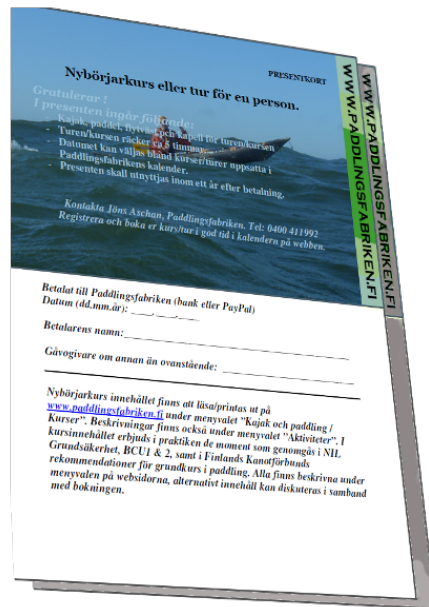 PRESENTKORT
Nybörjarkurs eller tur för en person.
Gratulerar !
I presenten ingår följande:
- Kajak, paddel, flytväst och kapell för turen/kursen
- Turen/kursen räcker ca 5 timmar.
- Datumet kan väljas bland kurser/turer uppsatta i
Paddlingsfabrikens kalender.
- Presenten skall utnyttjas inom ett år efter betalning.
Kontakta Jöns Aschan, Paddlingsfabriken. Tel: 0400 411992
Registrera och boka er kurs/tur i god tid i kalendern på webben.
WWW.PADDLINGSFABRIKEN.FI
WWW.PADDLINGSFABRIKEN.FI
Betalat till Paddlingsfabriken (bank eller PayPal)
Datum (dd.mm.år): ____.____.____
Betalarens namn:____________________
Gåvogivare om annan än ovanstående: ____________________
Nybörjarkurs innehållet finns att läsa/printas ut på
www.paddlingsfabriken.fi under menyvalet "Kajak och paddling /
Kurser". Beskrivningar finns också under menyvalet "Aktiviteter". I
kursinnehållet erbjuds i praktiken de moment som genomgås i NIL
Grundsäkerhet, BCU1 & 2, samt i Finlands Kanotförbunds
rekommendationer för grundkurs i paddling. Alla finns beskrivna under
menyvalen på websidorna, alternativt innehåll kan diskuteras i samband
med bokningen.